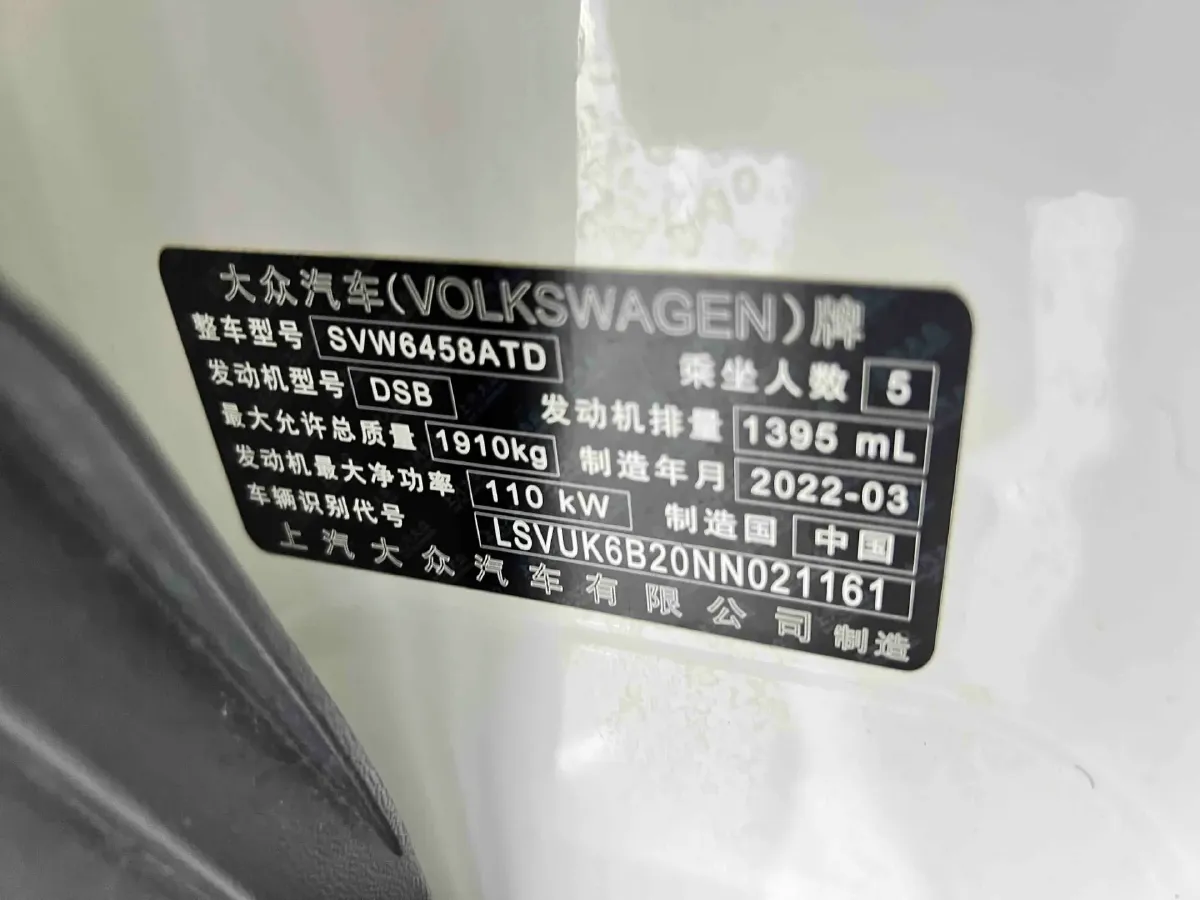 大众汽车(VOLKSWAGEN)牌
整车型号 SVW6458ATD 乘坐人数 5
发动机型号 DSB 发动机排量 1395 mL
最大允许总质量 1910kg 制造年月 2022-03
发动机最大净功率 110 kW 制造国 中国
车辆识别代号 LSVUK6B20NN021161
上汽大众汽车有限公司 制造